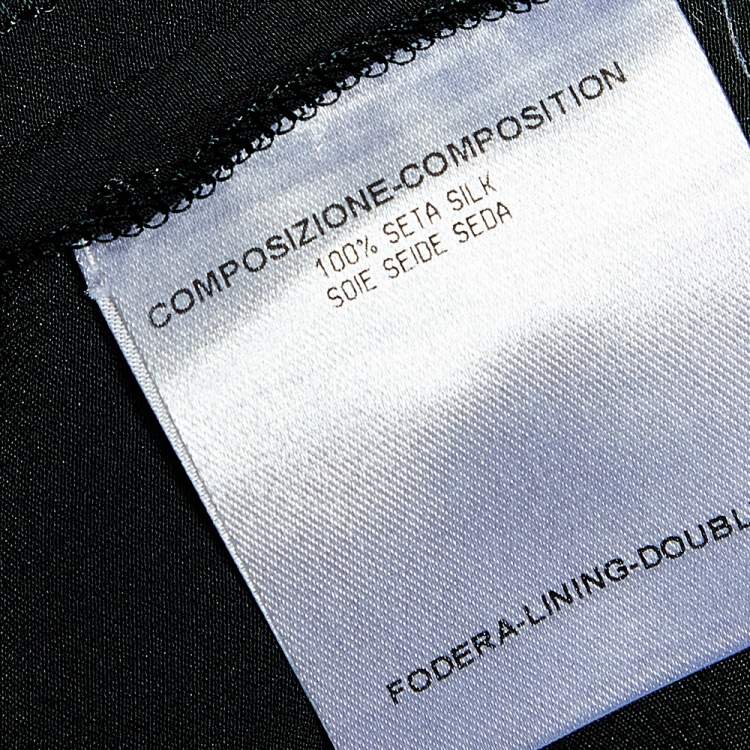 COMPOSIZIONE-COMPOSITION
100% SETA SILK
SOIE SEIDE SEDA
FODERA-LINING-DOUBL